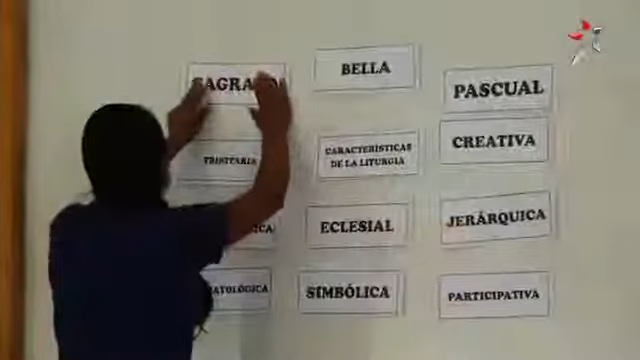 BELLA
PASCUAL
CREATIVA
TRINITARIA
CARACTERÍSTICAS
DE LA LITURGIA
ECLESIAL
JERÁRQUICA
SIMBÓLICA
PARTICIPATIVA